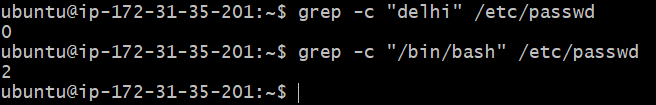 ubuntu@ip-172-31-35-201:~$ grep -c "delhi" /etc/passwd
0
ubuntu@ip-172-31-35-201:~$ grep -c "/bin/bash" /etc/passwd
2
ubuntu@ip-172-31-35-201:~$